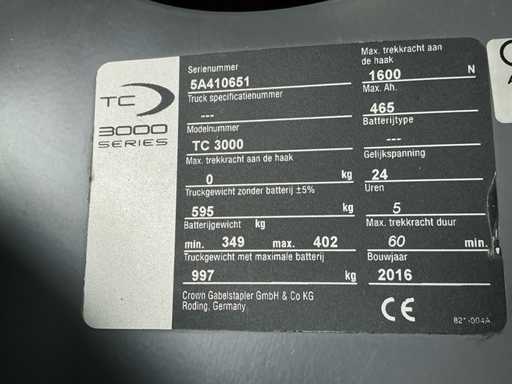 TC
3000
SERIES
Serienummer
5A410651
Truck specificatienummer
---
Modelnummer
TC 3000
Max. trekkracht aan de haak
0 kg
Truckgewicht zonder batterij ±5%
595 kg
Batterijgewicht kg
min. 349 max. 402
Truckgewicht met maximale batterij
997 kg
Crown Gabelstapler GmbH & Co KG
Roding, Germany
Max. trekkracht aan
de haak
1600 N
Max. Ah.
465
Batterijtype
---
Gelijkspanning
24
Uren
5
Max. trekkracht duur
60 min.
Bouwjaar
2016
CE